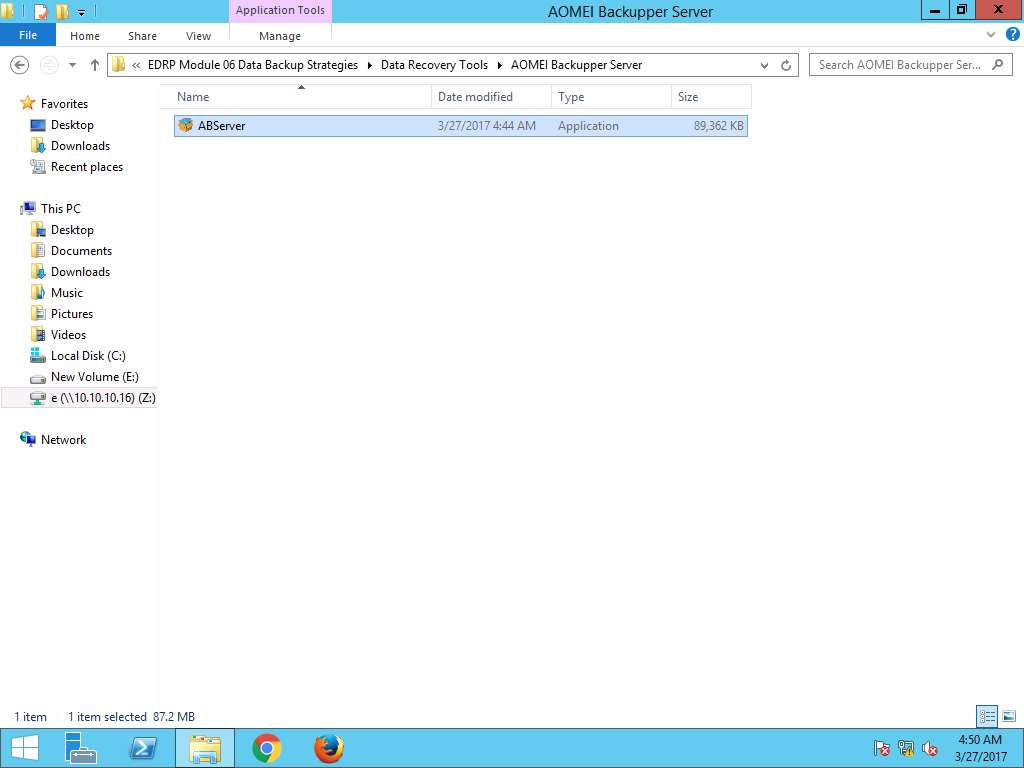 Application Tools
AOMEI Backupper Server
File Home Share View Manage
« EDRP Module 06 Data Backup Strategies Data Recovery Tools AOMEI Backupper Server
Search AOMEI Backupper Ser...
Name Date modified Type Size
ABServer 3/27/2017 4:44 AM Application 89,362 KB
Favorites
Desktop
Downloads
Recent places
This PC
Desktop
Documents
Downloads
Music
Pictures
Videos
Local Disk (C:)
New Volume (E:)
e (\\10.10.10.16) (Z:)
Network
1 item 1 item selected 87.2 MB
4:50 AM
3/27/2017